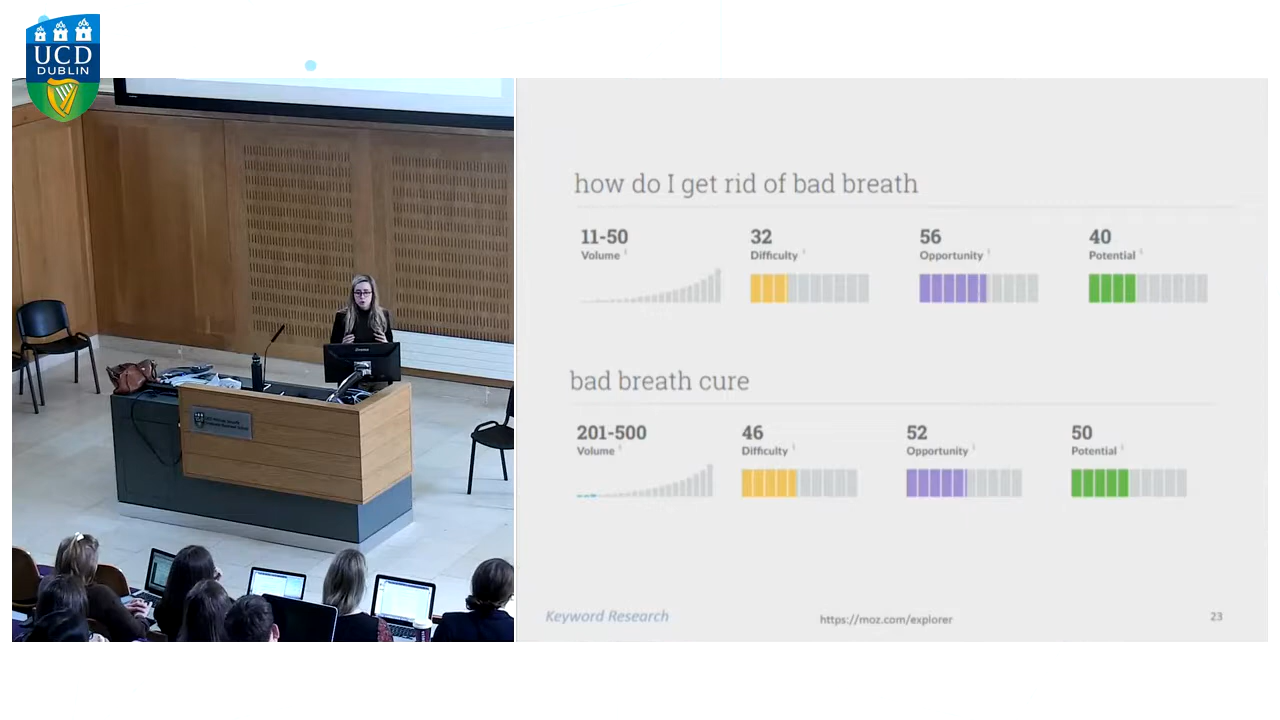 UCD
DUBLIN
how do I get rid of bad breath
11-50
Volume
32
Difficulty
56
Opportunity
40
Potential
bad breath cure
201-500
Volume
46
Difficulty
52
Opportunity
50
Potential
Keyword Research
https://moz.com/explorer
23